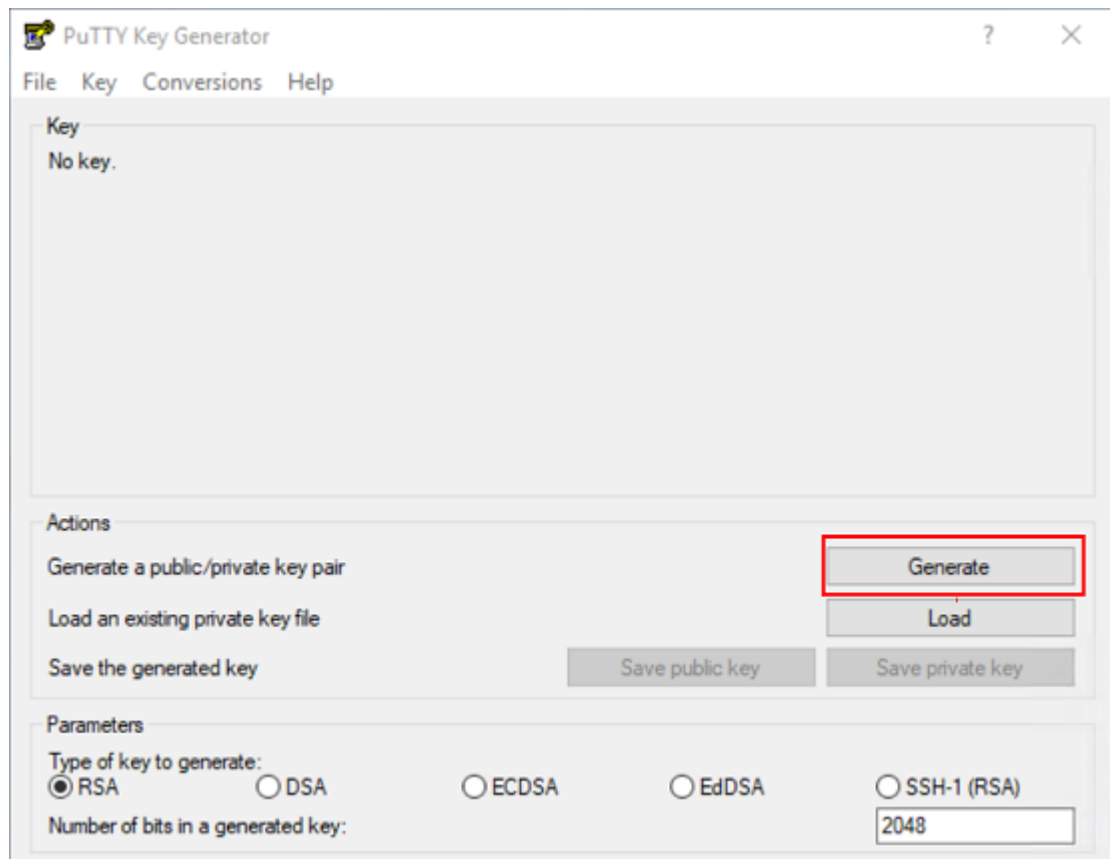 PuTTY Key Generator ?
File Key Conversions Help
Key
No key.
Actions
Generate a public/private key pair Generate
Load an existing private key file Load
Save the generated key Save public key Save private key
Parameters
Type of key to generate:
RSA DSA ECDSA EdDSA SSH-1 (RSA)
Number of bits in a generated key: 2048